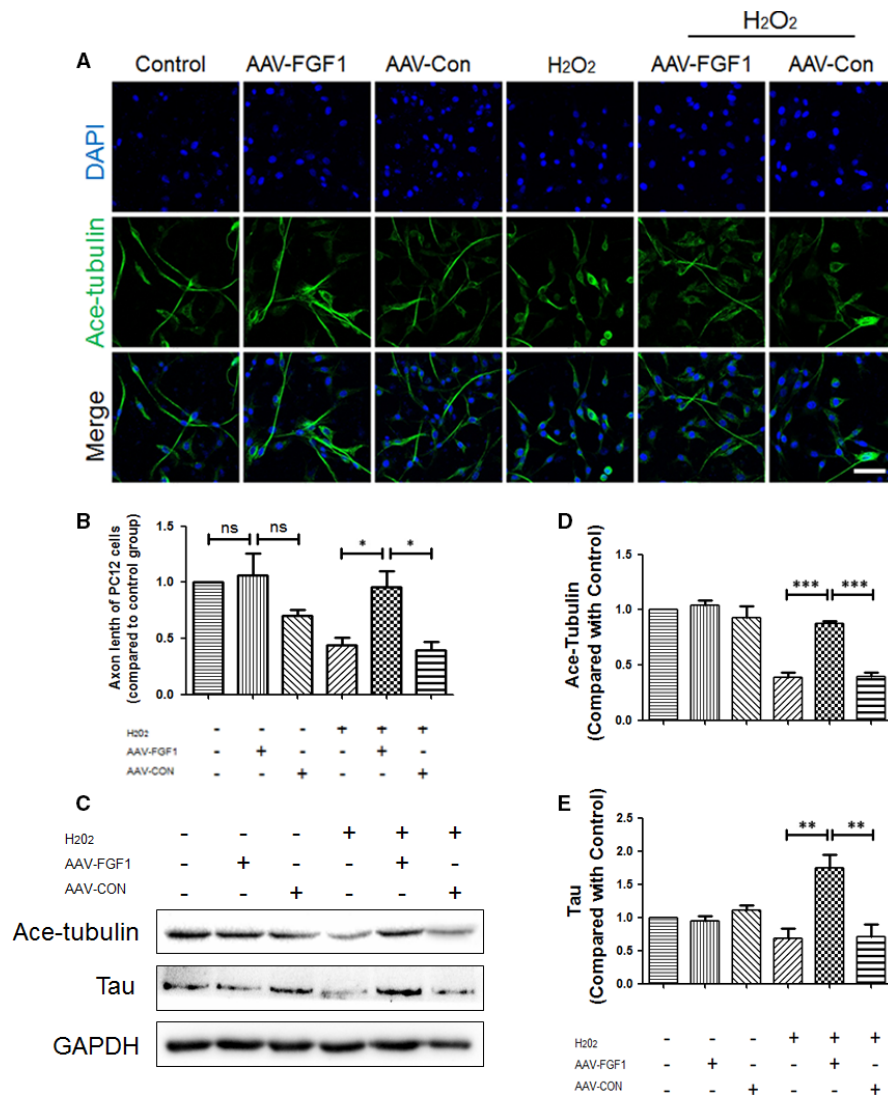 H2O2
A
Control AAV-FGF1 AAV-Con H2O2 AAV-FGF1 AAV-Con
DAPI
Ace-tubulin
Merge
B
Axon lenth of PC12 cells
(compared to control group)
1.5
1.0
0.5
0.0
ns ns * *
H2O2 - - - + + +
AAV-FGF1 - + - - + -
AAV-CON - - + - - +
C
H2O2 - - - + + +
AAV-FGF1 - + - - + -
AAV-CON - - + - - +
Ace-tubulin
Tau
GAPDH
D
Ace-Tubulin
(Compared with Control)
1.5
1.0
0.5
0.0
*** ***
E
Tau
(Compared with Control)
2.5
2.0
1.5
1.0
0.5
0.0
** **
H2O2 - - - + + +
AAV-FGF1 - + - - + -
AAV-CON - - + - - +